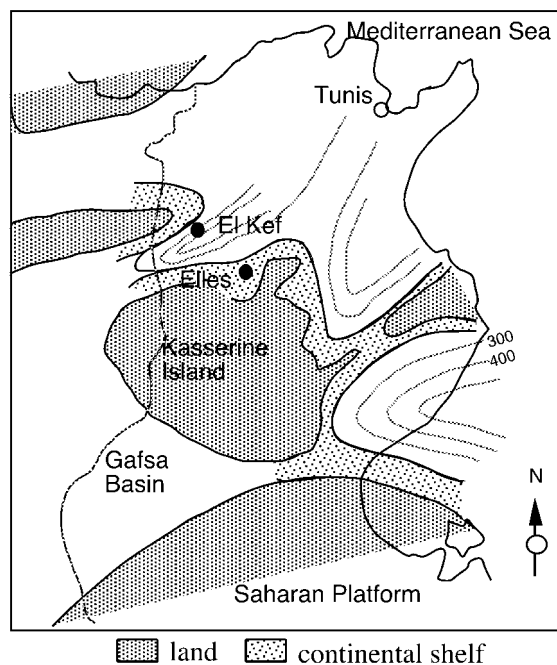 Mediterranean Sea
Tunis
El Kef
Elles
300
400
Kasserine
Island
Gafsa
Basin
N
Saharan Platform
land
continental shelf